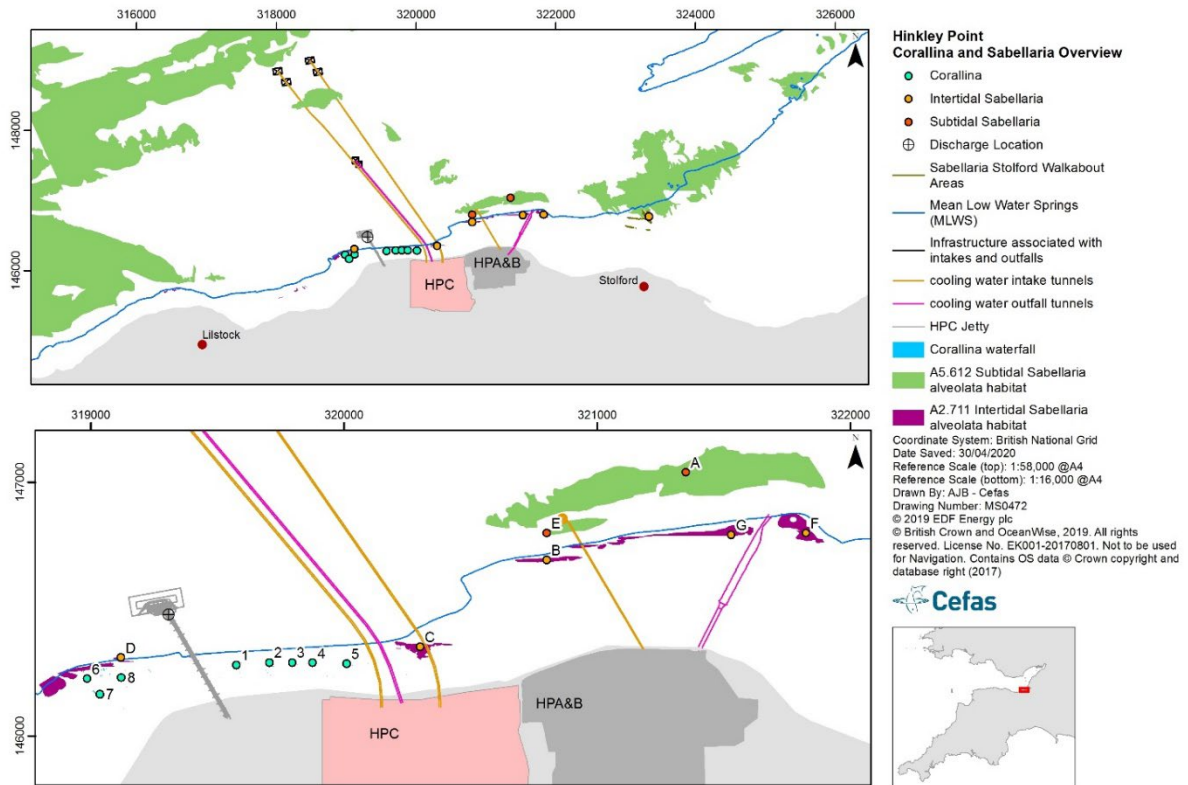 316000
318000
320000
322000
324000
326000
148000
146000
HPC
HPA&B
Stolford
Lilstock
N
Hinkley Point
Corallina and Sabellaria Overview
Corallina
Intertidal Sabellaria
Subtidal Sabellaria
Discharge Location
Sabellaria Stolford Walkabout
Areas
Mean Low Water Springs
(MLWS)
Infrastructure associated with
intakes and outfalls
cooling water intake tunnels
cooling water outfall tunnels
HPC Jetty
Corallina waterfall
A5.612 Subtidal Sabellaria
alveolata habitat
A2.711 Intertidal Sabellaria
alveolata habitat
Coordinate System: British National Grid
Date Saved: 30/04/2020
Reference Scale (top): 1:58,000 @A4
Reference Scale (bottom): 1:16,000 @A4
Drawn By: AJB - Cefas
Drawing Number: MS0472
© 2019 EDF Energy plc
© British Crown and OceanWise, 2019. All rights
reserved. License No. EK001-20170801. Not to be used
for Navigation. Contains OS data © Crown copyright and
database right (2017)
Cefas
319000
320000
321000
322000
147000
146000
N
A
E
B
G
F
C
D
1
2
3
4
5
6
8
7
HPC
HPA&B